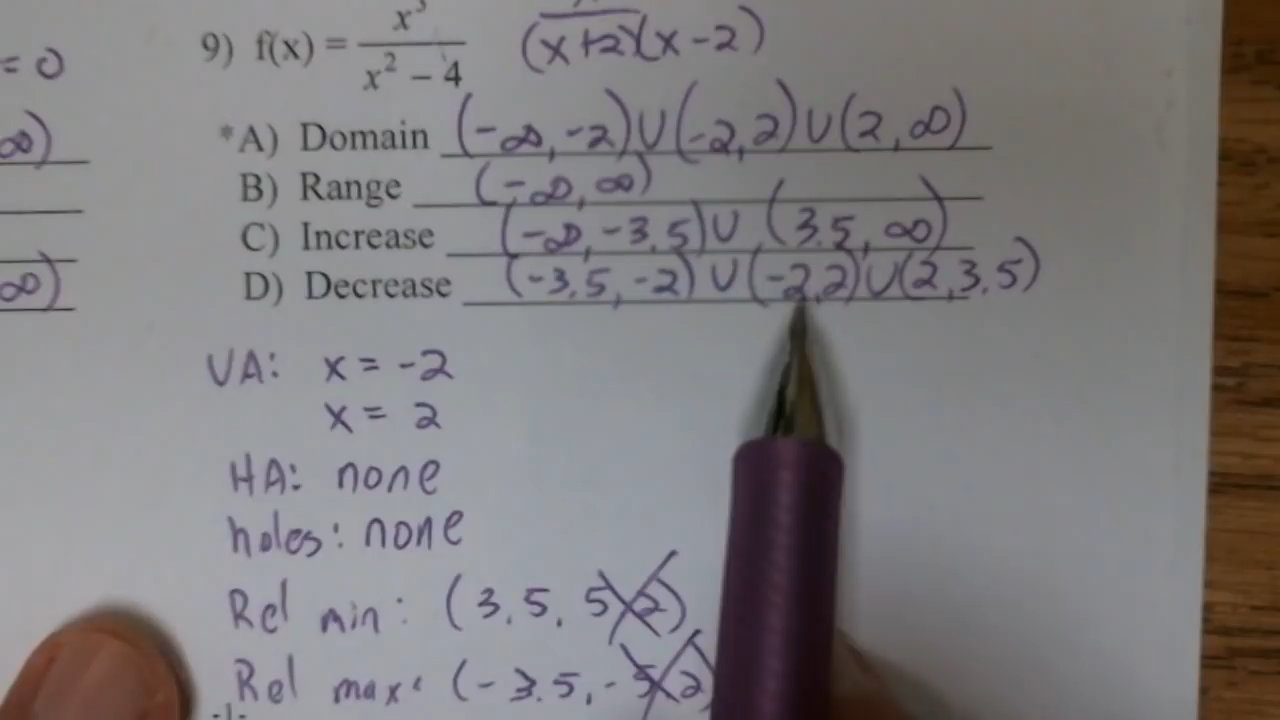 = 0
9) f(x) = x³ / x² − 4 (x+2)(x−2)
∞)
*A) Domain (-∞, -2)∪(-2,2)∪(2,∞)
B) Range (-∞, ∞)
C) Increase (-∞, -3.5)∪(3.5, ∞)
∞)
D) Decrease (-3.5, -2)∪(-2,2)∪(2,3.5)
VA: x = -2
x = 2
HA: none
holes: none
Rel min: (3.5, 5
Rel max: (-3.5, -5